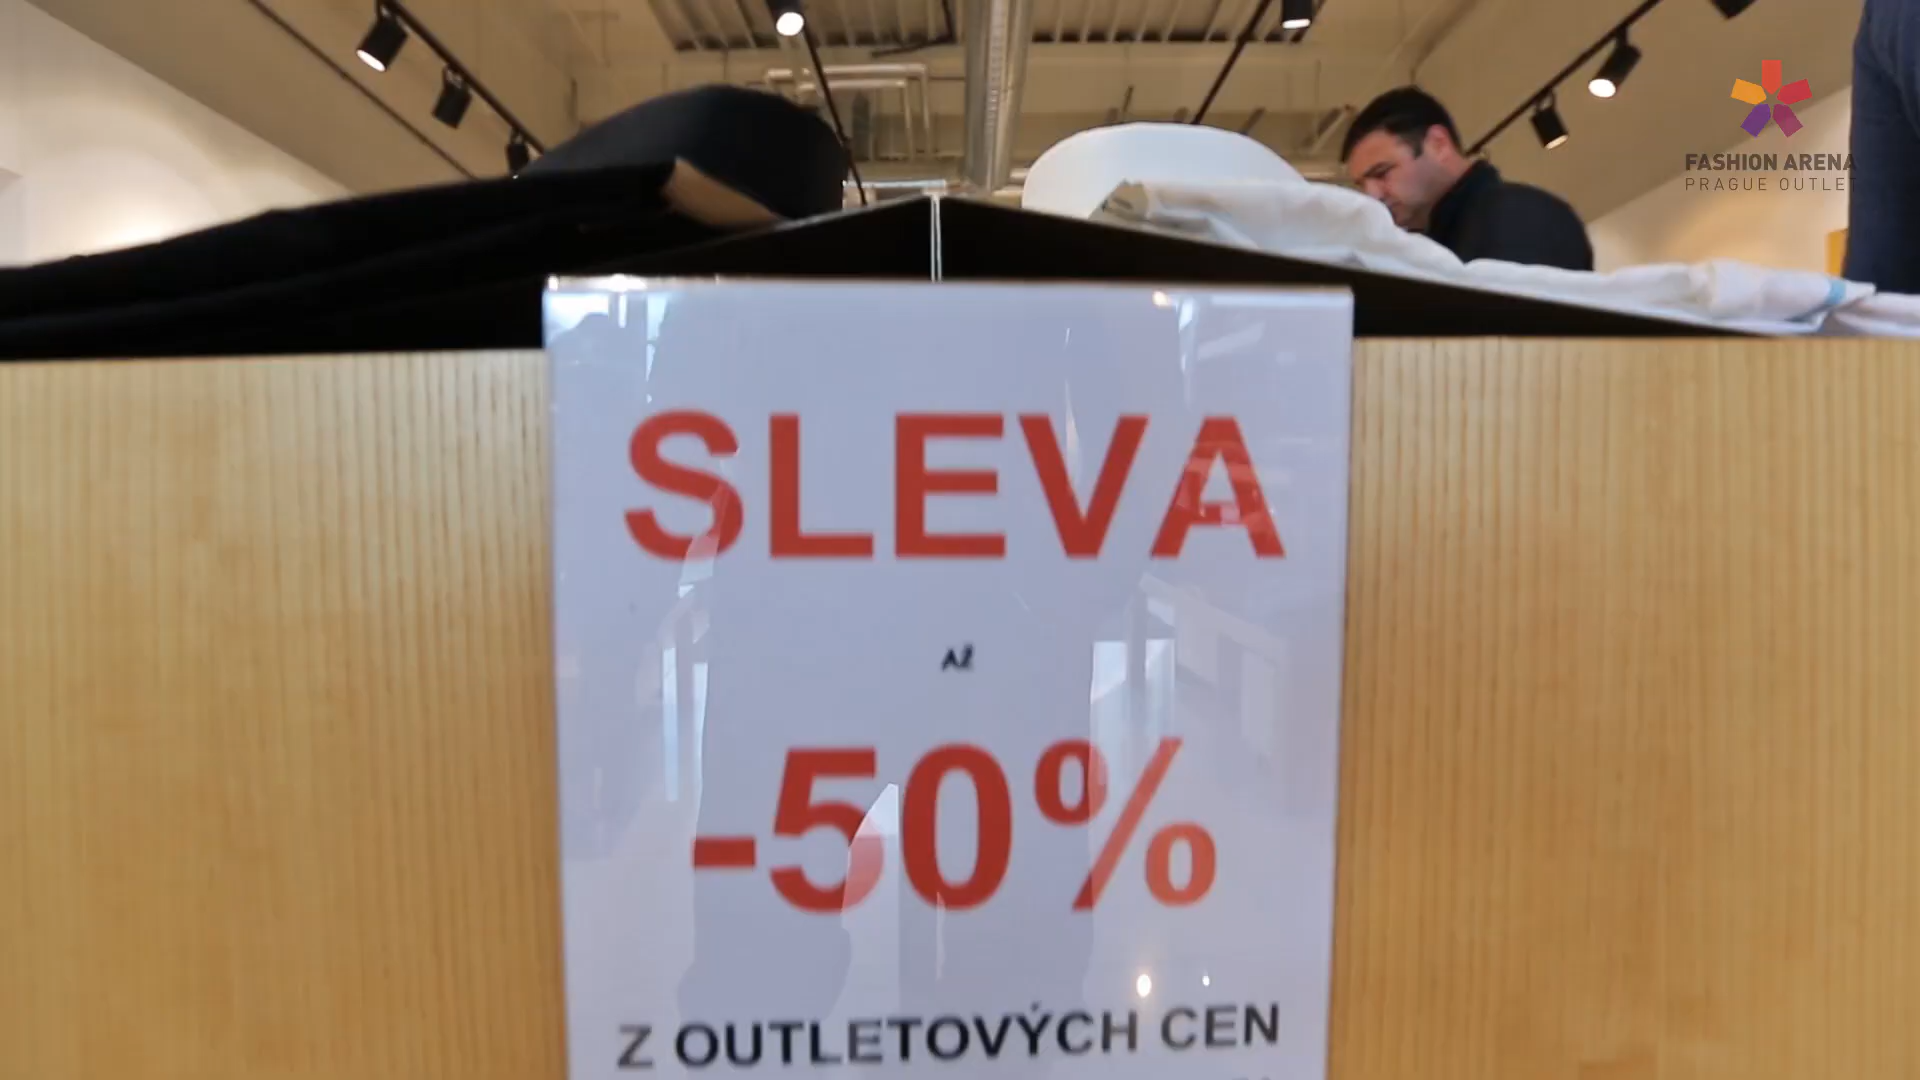 FASHION ARENA
PRAGUE OUTLET
SLEVA
AŽ
-50%
Z OUTLETOVÝCH CEN